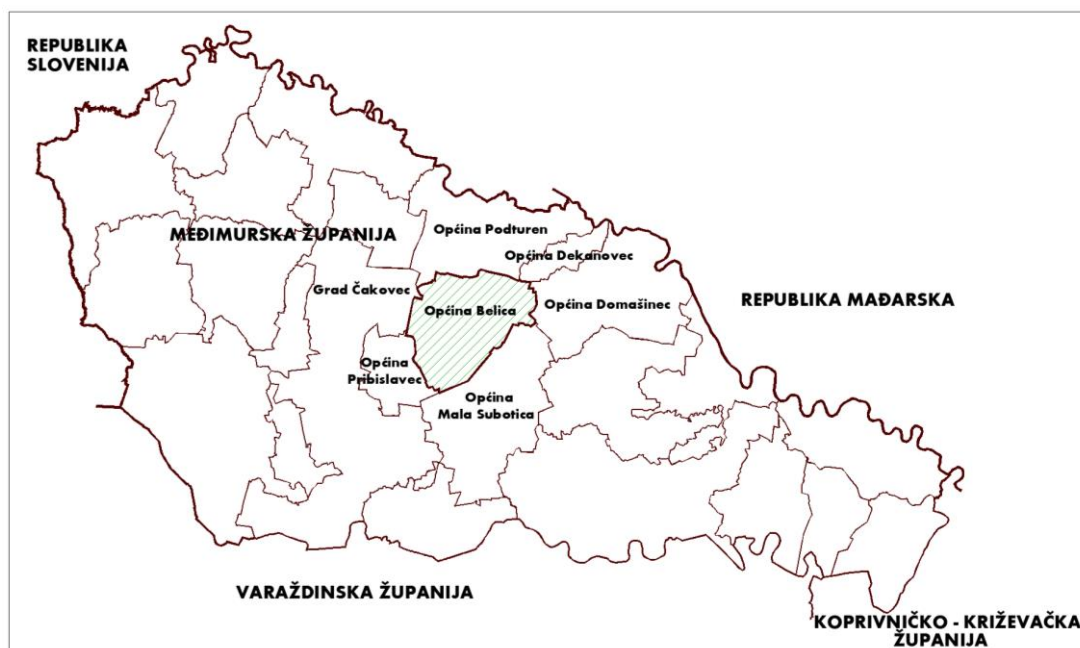 REPUBLIKA
SLOVENIJA
MEĐIMURSKA ŽUPANIJA
Općina Podturen
Općina Dekanovec
Grad Čakovec
Općina Belica
Općina Domašinec
REPUBLIKA MAĐARSKA
Općina
Pribislavec
Općina
Mala Subotica
VARAŽDINSKA ŽUPANIJA
KOPRIVNIČKO - KRIŽEVAČKA
ŽUPANIJA